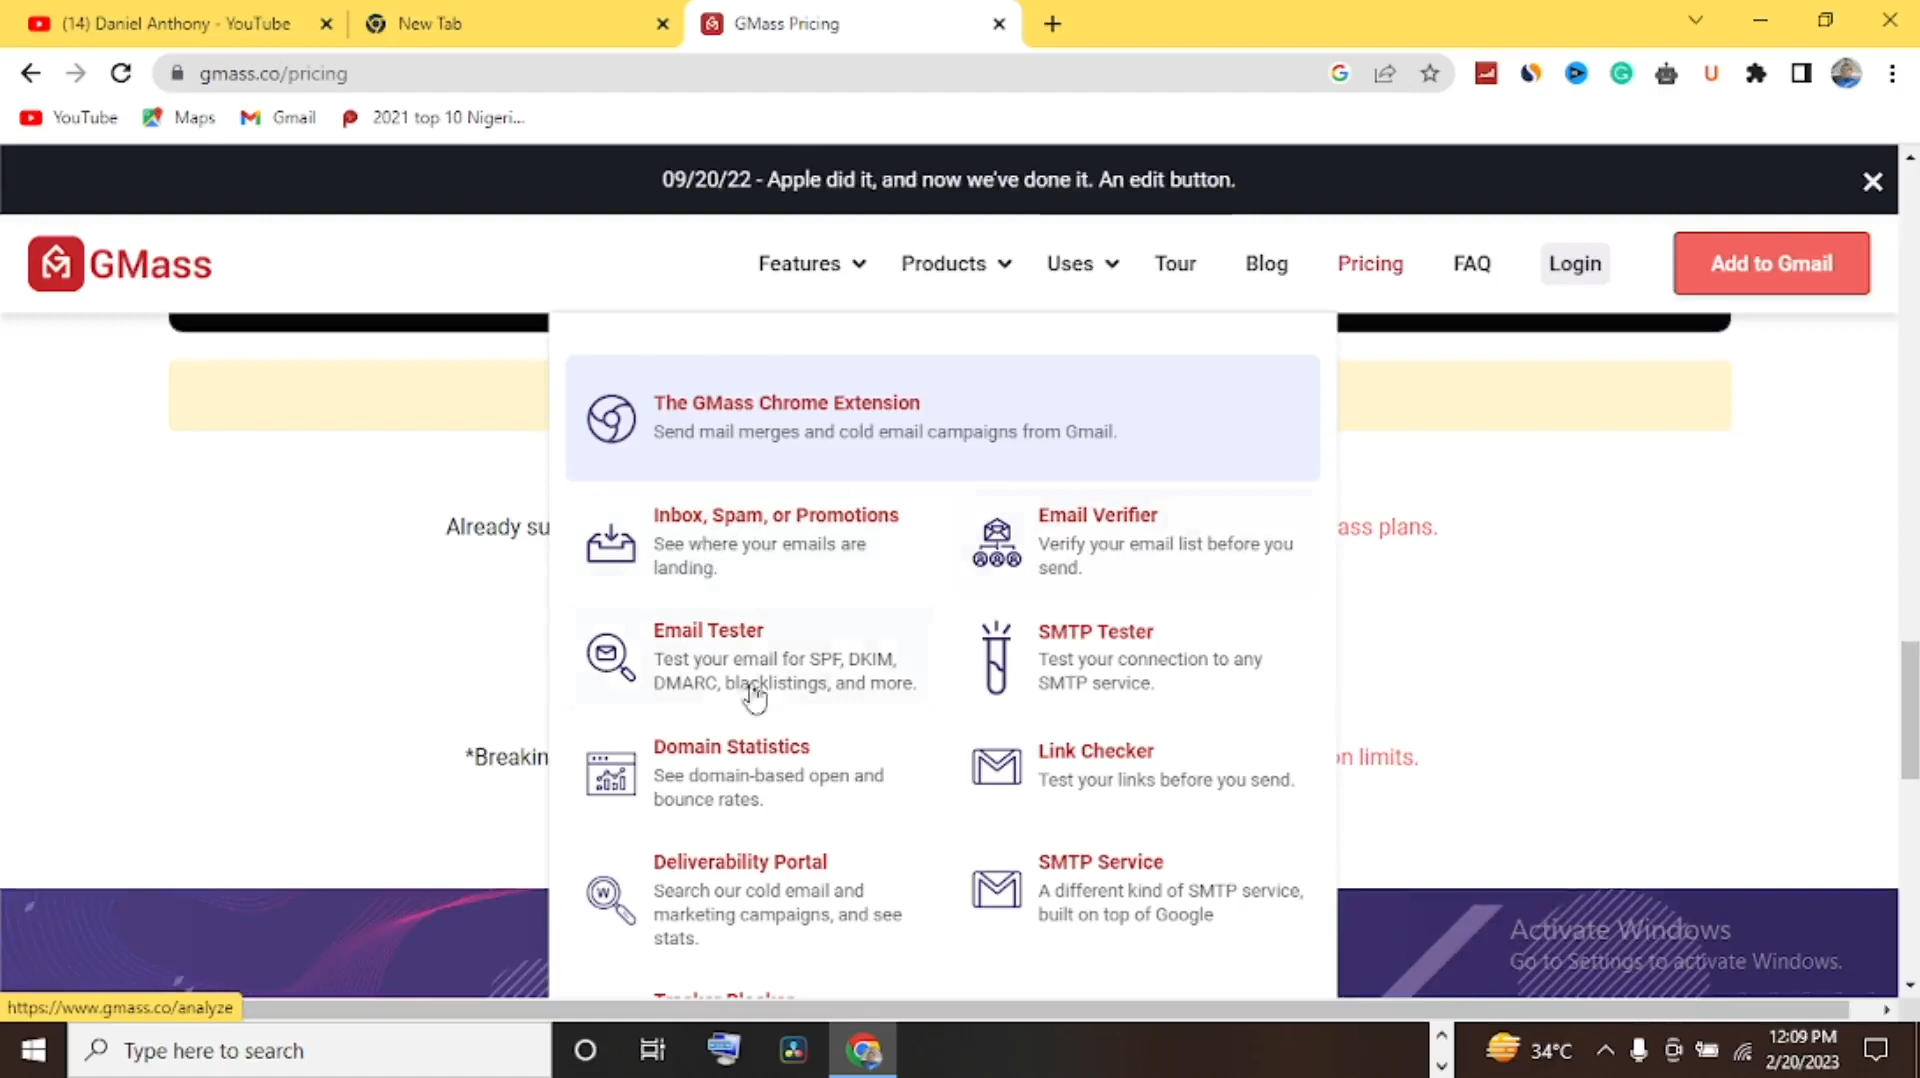 (14) Daniel Anthony - YouTube
New Tab
GMass Pricing
gmass.co/pricing
YouTube
Maps
Gmail
2021 top 10 Nigeri...
09/20/22 - Apple did it, and now we've done it. An edit button.
GMass
Features
Products
Uses
Tour
Blog
Pricing
FAQ
Login
Add to Gmail
The GMass Chrome Extension
Send mail merges and cold email campaigns from Gmail.
Already su
ass plans.
Inbox, Spam, or Promotions
See where your emails are
landing.
Email Verifier
Verify your email list before you
send.
Email Tester
Test your email for SPF, DKIM,
DMARC, blacklistings, and more.
SMTP Tester
Test your connection to any
SMTP service.
*Breakin
n limits.
Domain Statistics
See domain-based open and
bounce rates.
Link Checker
Test your links before you send.
Deliverability Portal
Search our cold email and
marketing campaigns, and see
stats.
SMTP Service
A different kind of SMTP service,
built on top of Google
Activate Windows
Go to Settings to activate Windows.
https://www.gmass.co/analyze
Type here to search
34°C
12:09 PM
2/20/2023